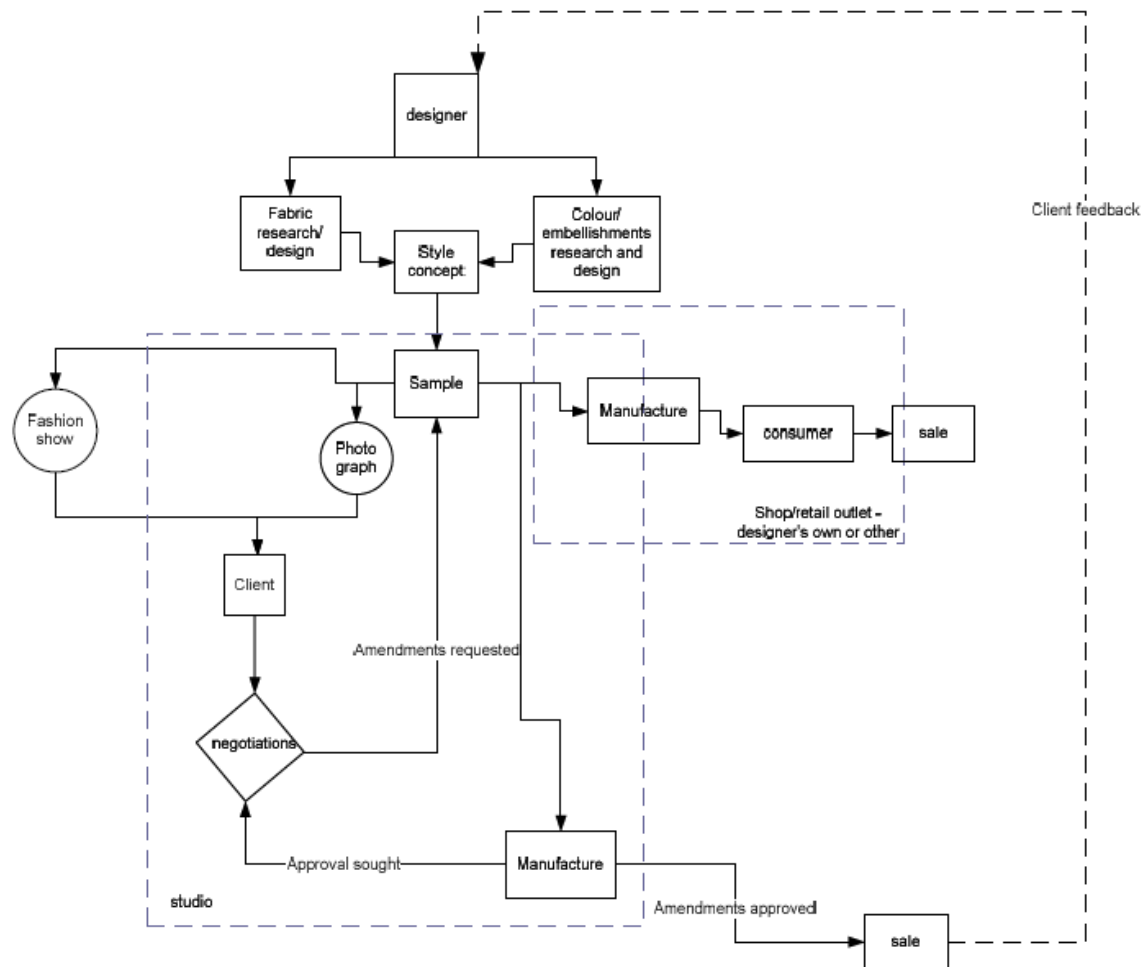 designer
Client feedback
Fabric
research/
design
Colour/
embellishments
research and
design
Style
concept:
Sample
Fashion
show
Photo
graph
Manufacture
consumer
sale
Shop/retail outlet -
designer's own or other
Client
Amendments requested
negotiations
Approval sought
Manufacture
studio
Amendments approved
sale